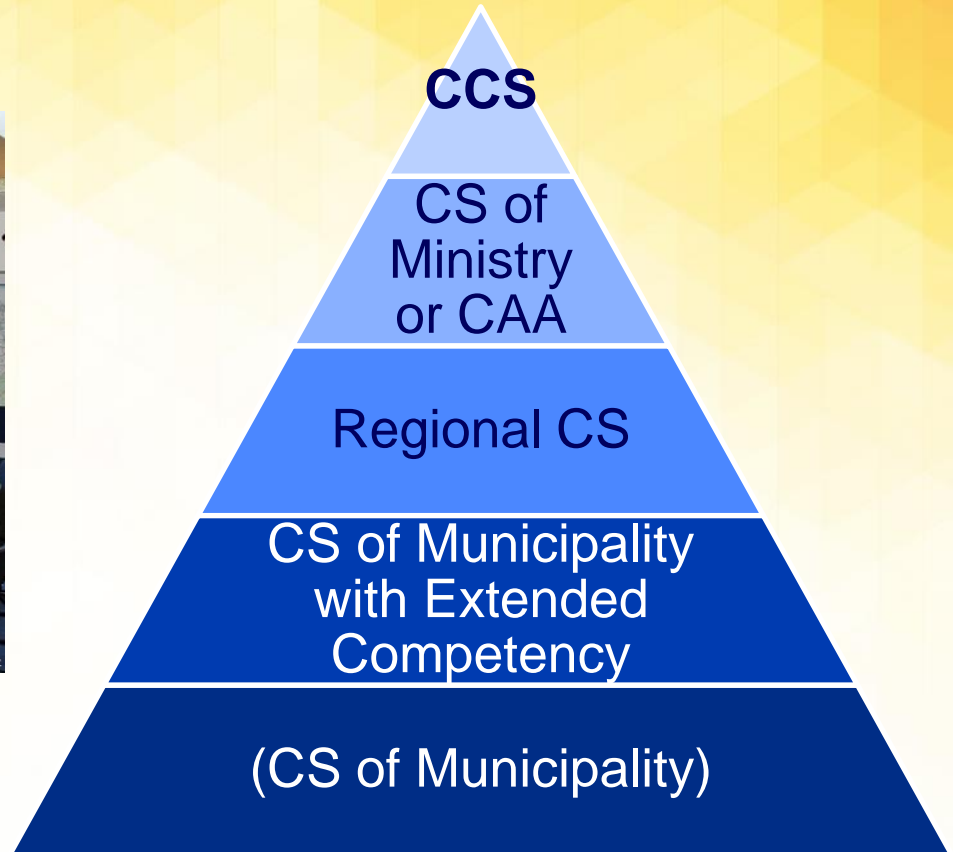 CCS
CS of
Ministry
or CAA
Regional CS
CS of Municipality
with Extended
Competency
(CS of Municipality)